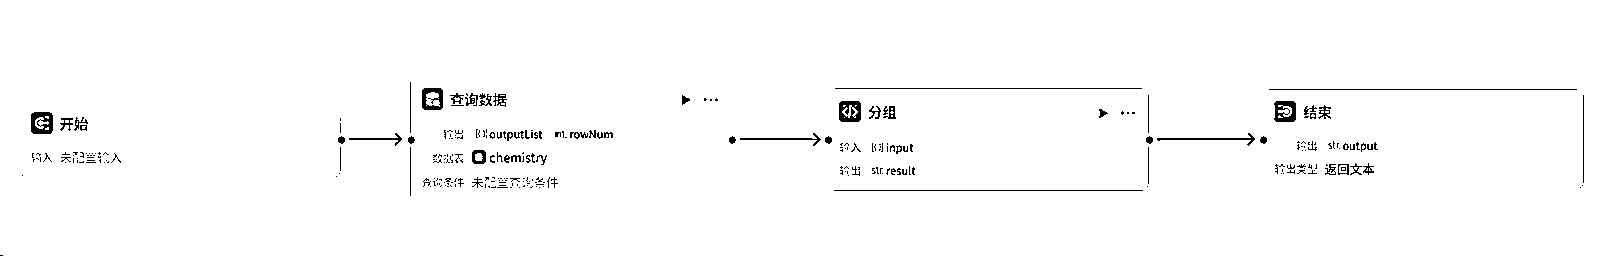 开始
输入 未配置输入
查询数据
输出 [{}] outputList int. rowNum
数据表 chemistry
查询条件 未配置查询条件
分组
输入 [{}] input
输出 str. result
结束
输出 str. output
输出类型 返回文本